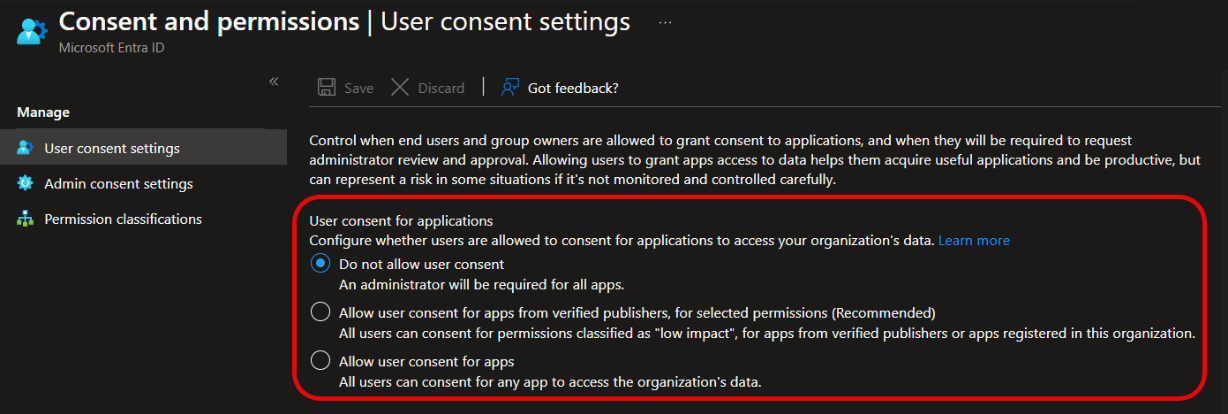 Consent and permissions | User consent settings ...
Microsoft Entra ID
«
Save Discard | Got feedback?
Manage
User consent settings
Admin consent settings
Permission classifications
Control when end users and group owners are allowed to grant consent to applications, and when they will be required to request
administrator review and approval. Allowing users to grant apps access to data helps them acquire useful applications and be productive, but
can represent a risk in some situations if it's not monitored and controlled carefully.
User consent for applications
Configure whether users are allowed to consent for applications to access your organization's data. Learn more
Do not allow user consent
An administrator will be required for all apps.
Allow user consent for apps from verified publishers, for selected permissions (Recommended)
All users can consent for permissions classified as "low impact", for apps from verified publishers or apps registered in this organization.
Allow user consent for apps
All users can consent for any app to access the organization's data.